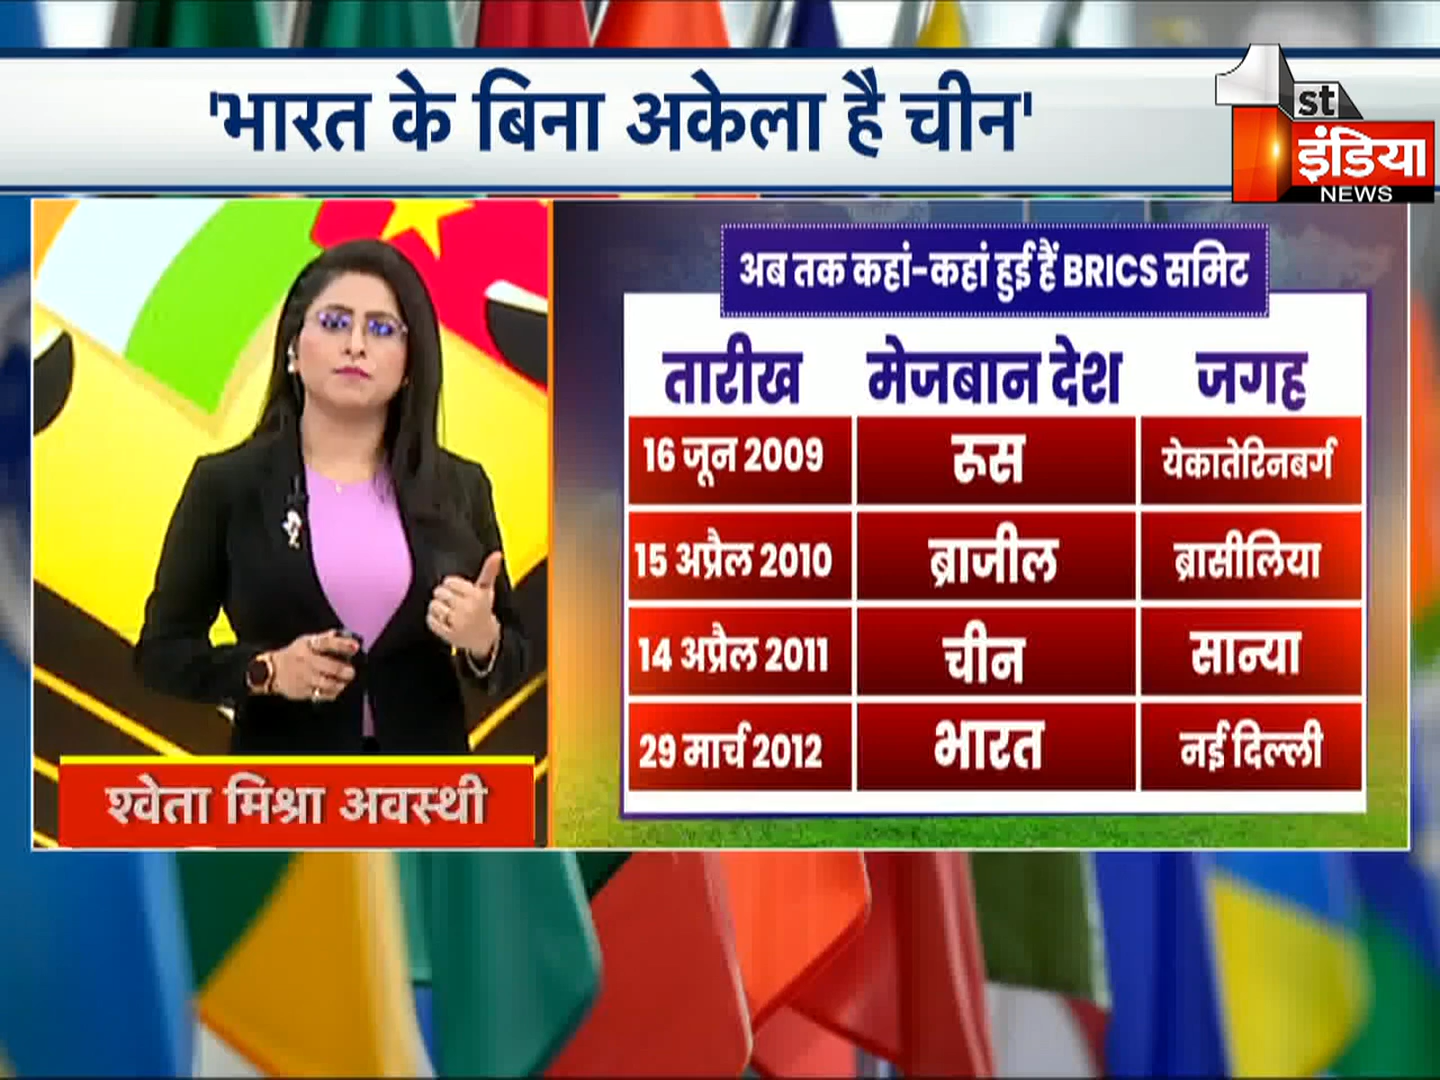 'भारत के बिना अकेला है चीन'
1st
इंडिया
NEWS
अब तक कहां-कहां हुई हैं BRICS समिट
तारीख मेजबान देश जगह
16 जून 2009 रूस येकातेरिनबर्ग
15 अप्रैल 2010 ब्राजील ब्रासीलिया
14 अप्रैल 2011 चीन सान्या
29 मार्च 2012 भारत नई दिल्ली
श्वेता मिश्रा अवस्थी